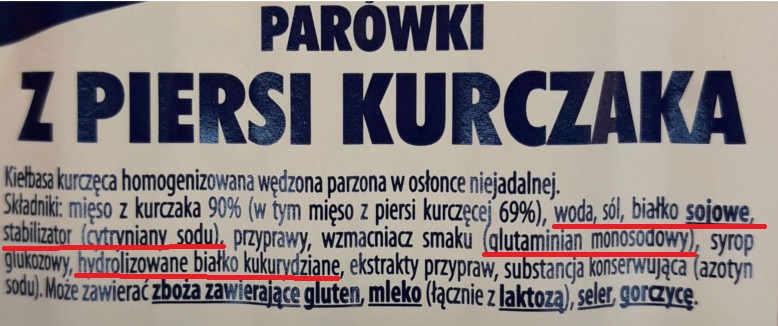 PARÓWKI
Z PIERSI KURCZAKA
Kiełbasa kurczęca homogenizowana wędzona parzona w osłonce niejadalnej.
Składniki: mięso z kurczaka 90% (w tym mięso z piersi kurczęcej 69%), woda, sól, białko sojowe,
stabilizator (cytryniany sodu), przyprawy, wzmacniacz smaku (glutaminian monosodowy), syrop
glukozowy, hydrolizowane białko kukurydziane, ekstrakty przypraw, substancja konserwująca (azotyn
sodu). Może zawierać zboża zawierające gluten, mleko (łącznie z laktozą), seler, gorczycę.